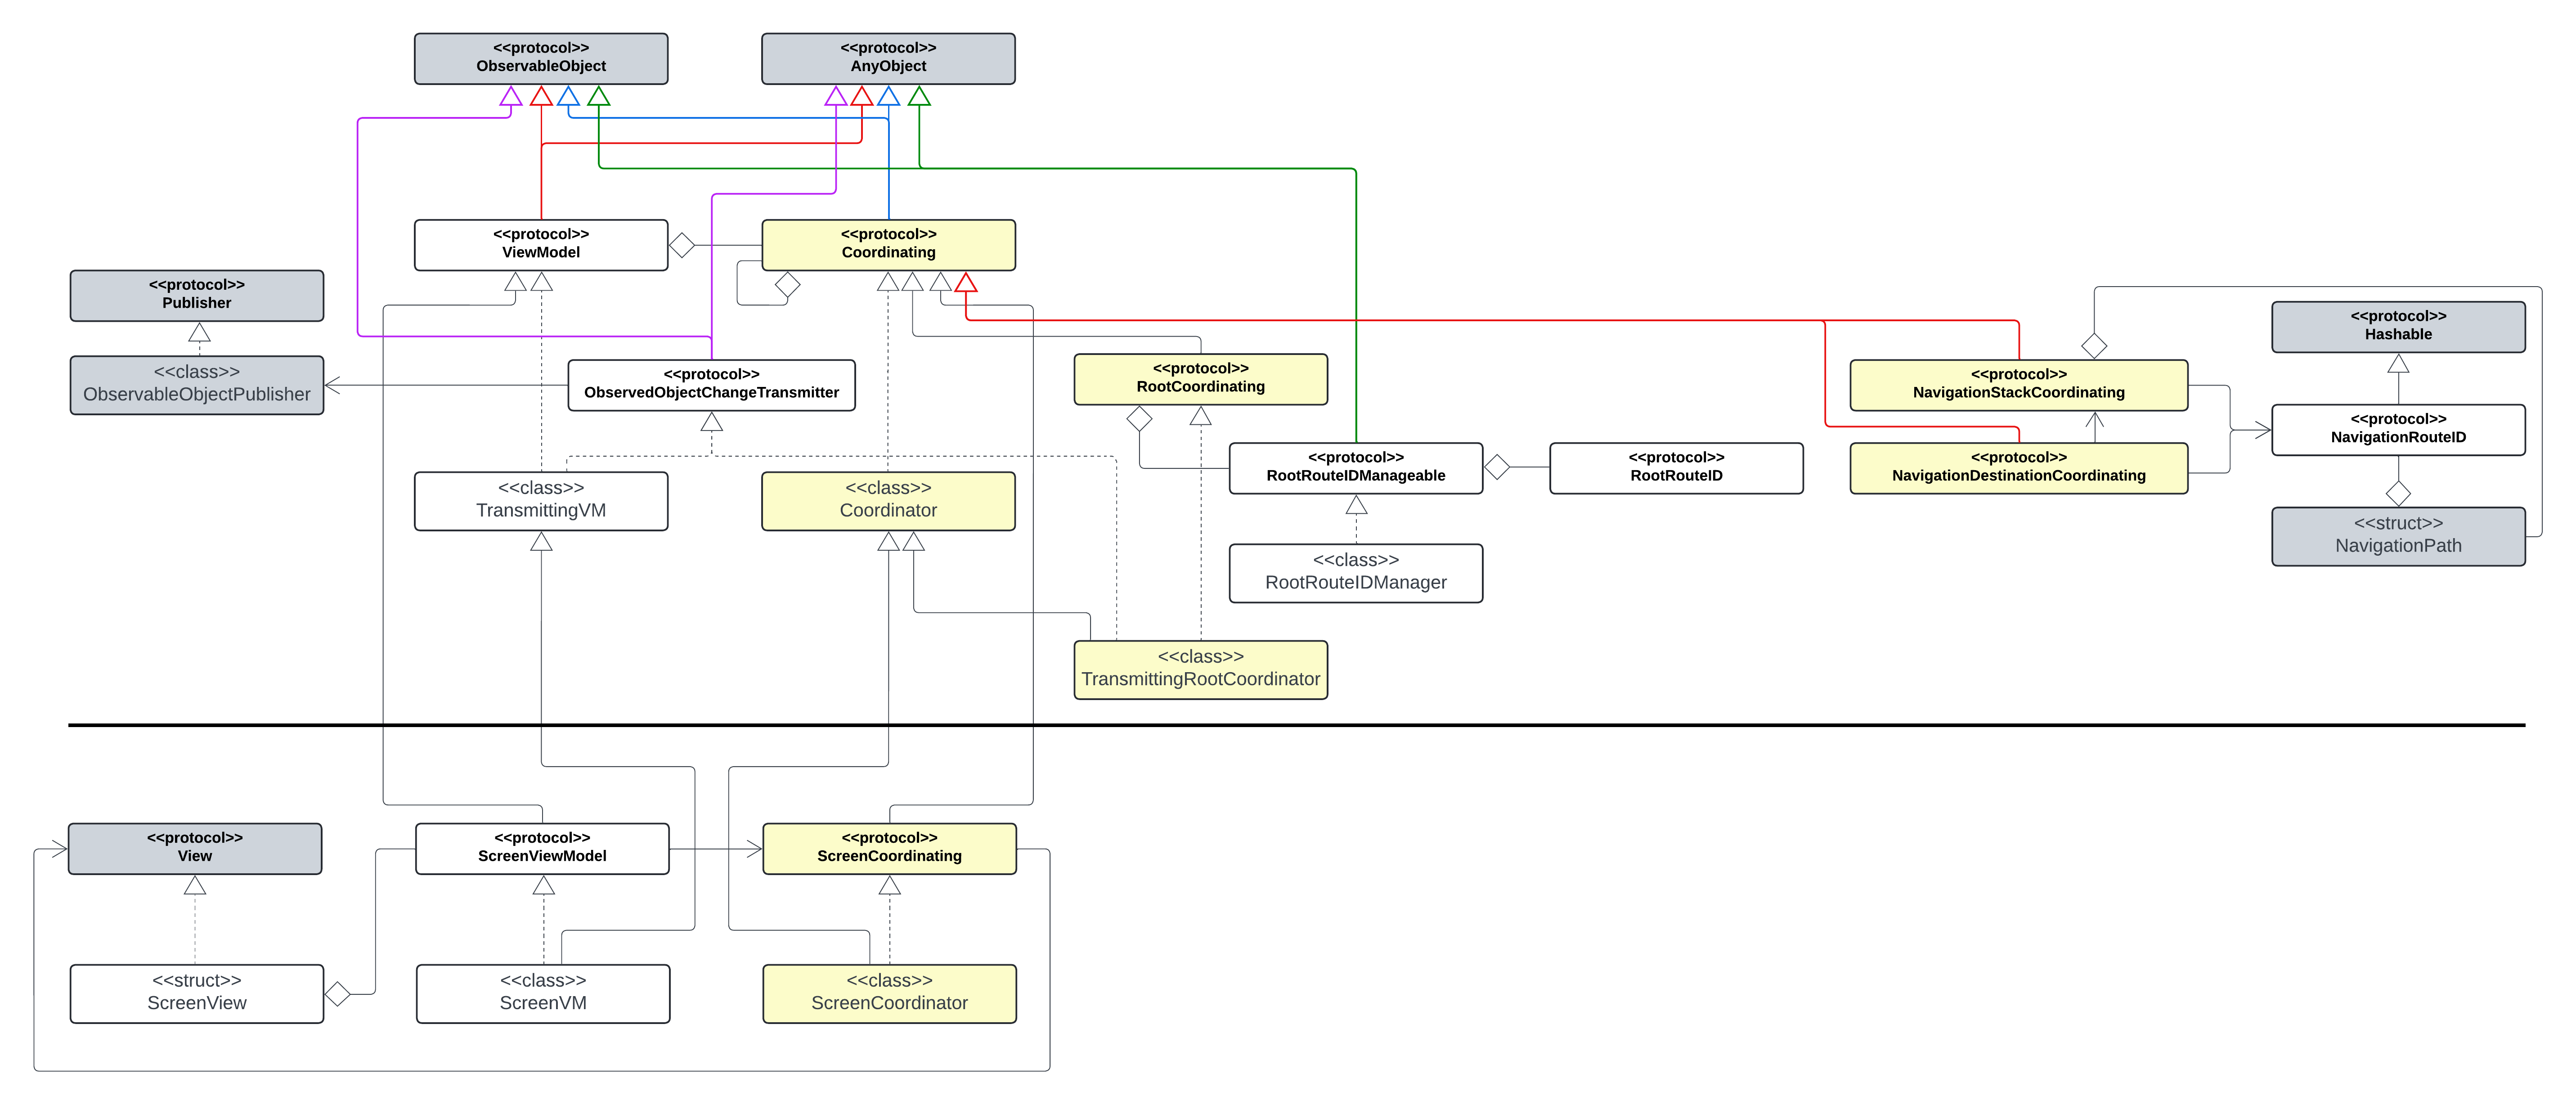 <<protocol>>
ObservableObject
<<protocol>>
AnyObject
<<protocol>>
ViewModel
<<protocol>>
Coordinating
<<protocol>>
Publisher
<<class>>
ObservableObjectPublisher
<<protocol>>
ObservedObjectChangeTransmitter
<<protocol>>
RootCoordinating
<<protocol>>
NavigationStackCoordinating
<<protocol>>
Hashable
<<protocol>>
NavigationRouteID
<<class>>
TransmittingVM
<<class>>
Coordinator
<<protocol>>
RootRouteIDManageable
<<protocol>>
RootRouteID
<<protocol>>
NavigationDestinationCoordinating
<<struct>>
NavigationPath
<<class>>
RootRouteIDManager
<<class>>
TransmittingRootCoordinator
<<protocol>>
View
<<protocol>>
ScreenViewModel
<<protocol>>
ScreenCoordinating
<<struct>>
ScreenView
<<class>>
ScreenVM
<<class>>
ScreenCoordinator